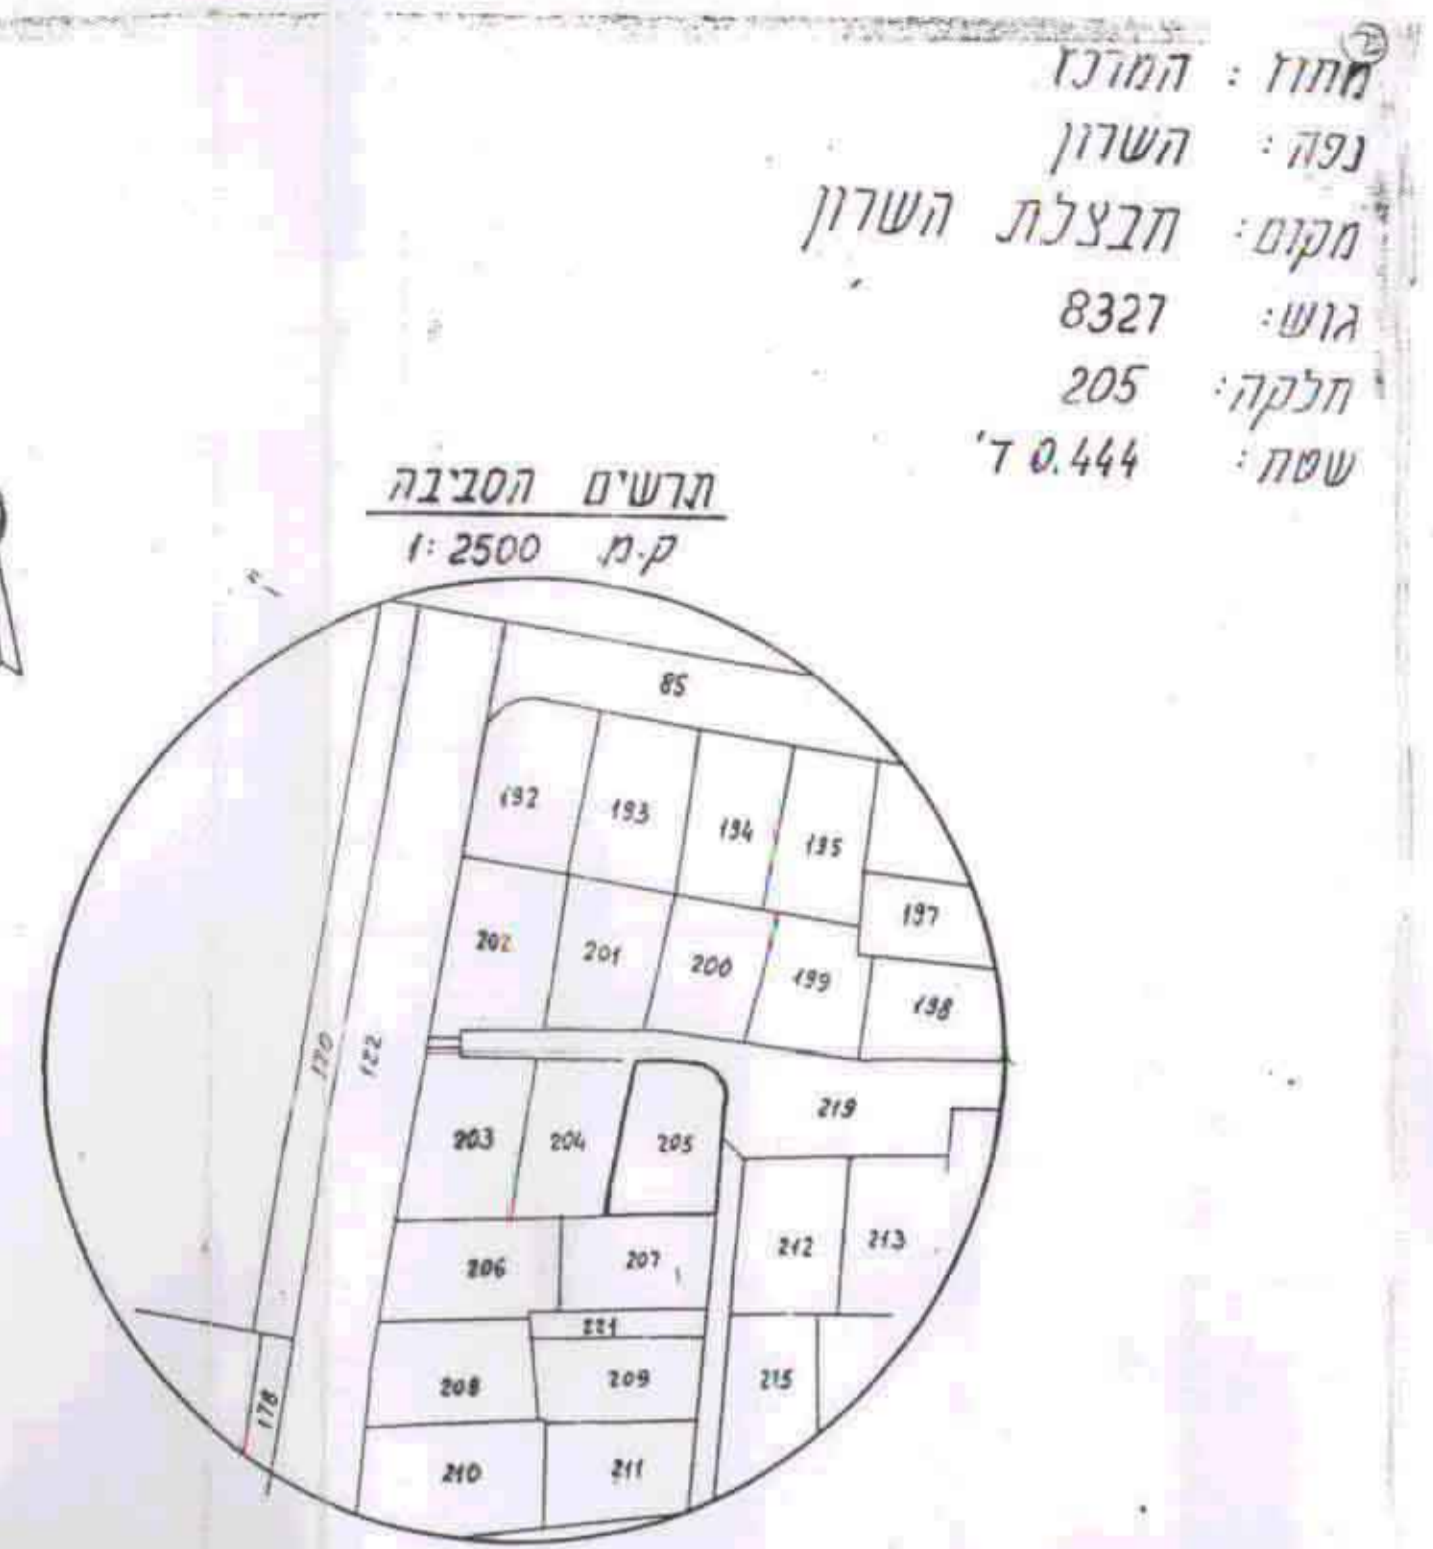 מחוז : המרכז
נפה : השרון
מקום : חבצלת השרון
גוש : 8327
חלקה : 205
שטח : 0.444 ד'
תרשים הסביבה
ק.מ 1:2500
85
192 193 194 195
197
202 201 200 199 198
120 122
219
203 204 205
212 213
206 207
221
208 209 215
178
210 211